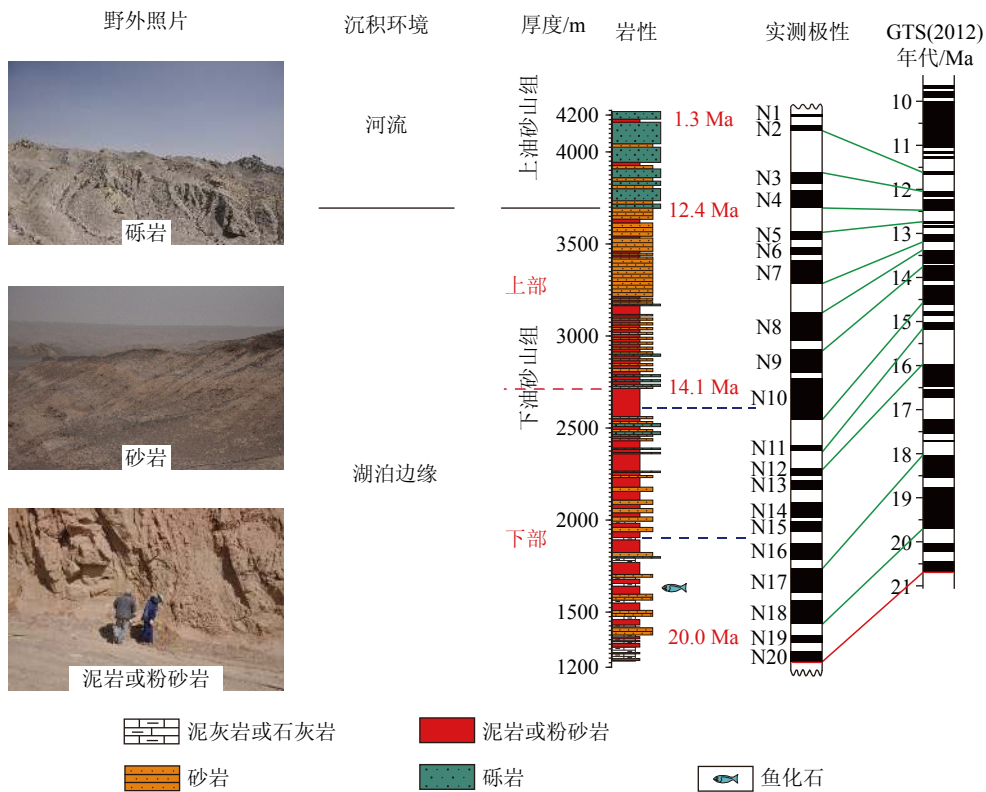 野外照片
沉积环境
厚度/m
岩性
实测极性
GTS(2012)
年代/Ma
砾岩
砂岩
泥岩或粉砂岩
河流
湖泊边缘
上油砂山组
下油砂山组
上部
下部
4200
4000
3500
3000
2500
2000
1500
1200
1.3 Ma
12.4 Ma
14.1 Ma
20.0 Ma
N1
N2
N3
N4
N5
N6
N7
N8
N9
N10
N11
N12
N13
N14
N15
N16
N17
N18
N19
N20
10
11
12
13
14
15
16
17
18
19
20
21
泥灰岩或石灰岩
泥岩或粉砂岩
砂岩
砾岩
鱼化石